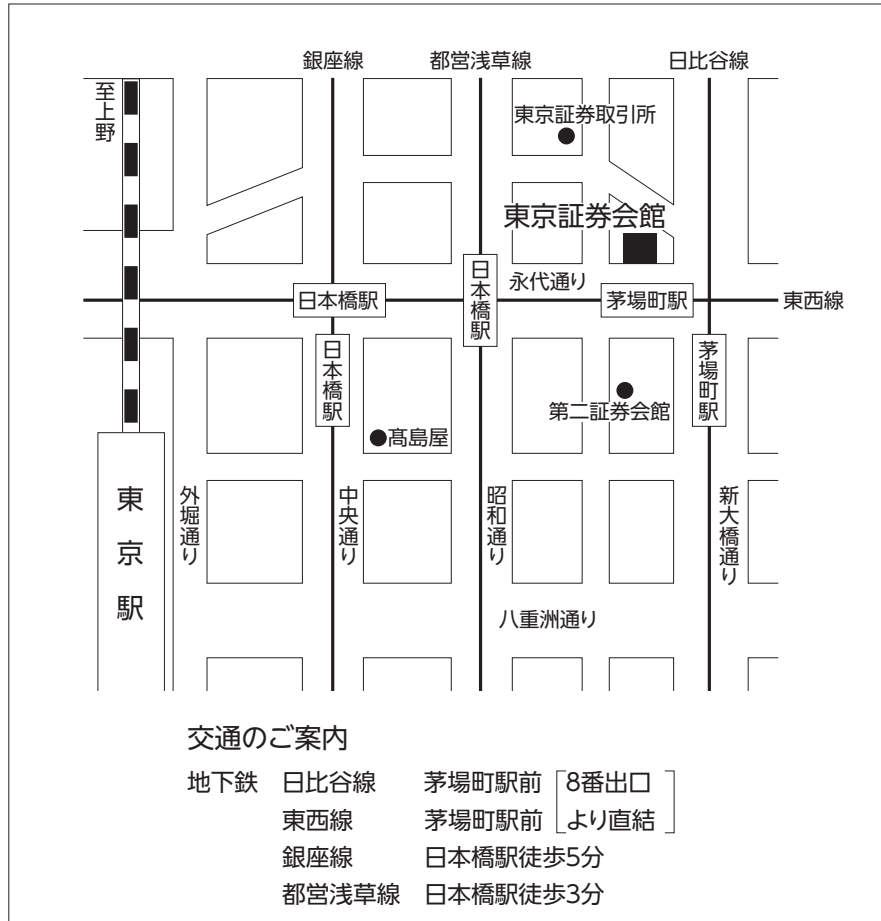 銀座線
都営浅草線
日比谷線
至上野
東京証券取引所
東京証券会館
永代通り
日本橋駅
日本橋駅
茅場町駅
東西線
日本橋駅
茅場町駅
第二証券会館
髙島屋
東京駅
外堀通り
中央通り
昭和通り
新大橋通り
八重洲通り
交通のご案内
地下鉄 日比谷線 茅場町駅前 8番出口
東西線 茅場町駅前 より直結
銀座線 日本橋駅徒歩5分
都営浅草線 日本橋駅徒歩3分